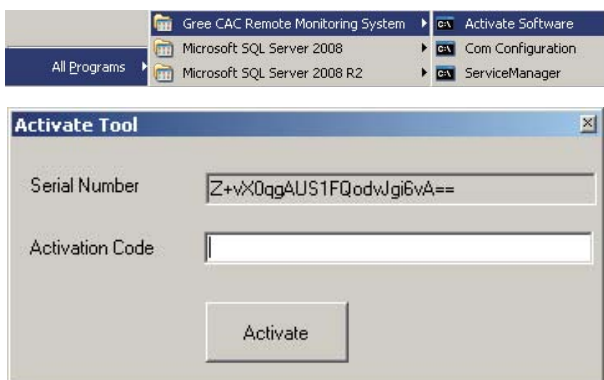 Gree CAC Remote Monitoring System Activate Software
Microsoft SQL Server 2008 Com Configuration
All Programs Microsoft SQL Server 2008 R2 ServiceManager
Activate Tool
Serial Number Z+vX0qgAUS1FQodwJgi6vA==
Activation Code
Activate